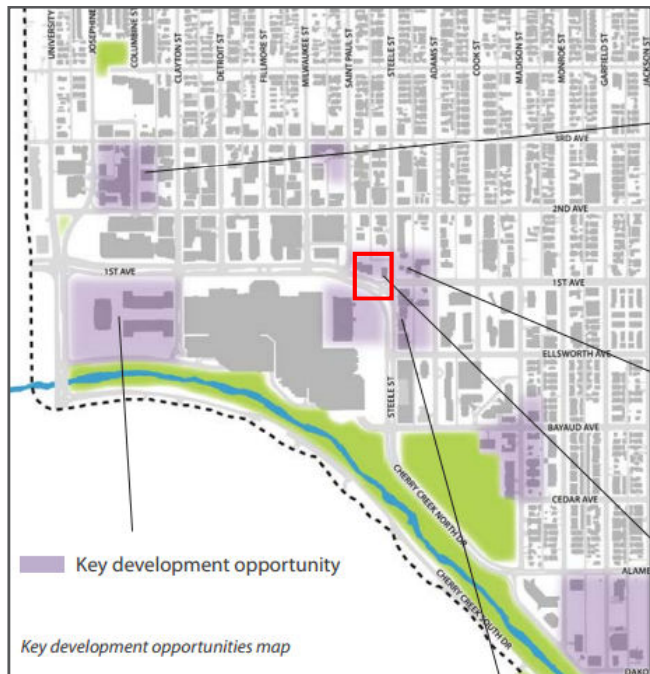 UNIVERSITY
JOSEPHINE
COLUMBINE ST
CLAYTON ST
DETROIT ST
FILLMORE ST
MILWAUKEE ST
SAINT PAUL ST
STEELE ST
ADAMS ST
COOK ST
MADISON ST
MONROE ST
GARFIELD ST
JACKSON ST
3RD AVE
2ND AVE
1ST AVE
1ST AVE
ELLSWORTH AVE
STEELE ST
BAYAUD AVE
CHERRY CREEK NORTH DR
CEDAR AVE
Key development opportunity
ALAME
CHERRY CREEK SOUTH DR
Key development opportunities map
DAKO